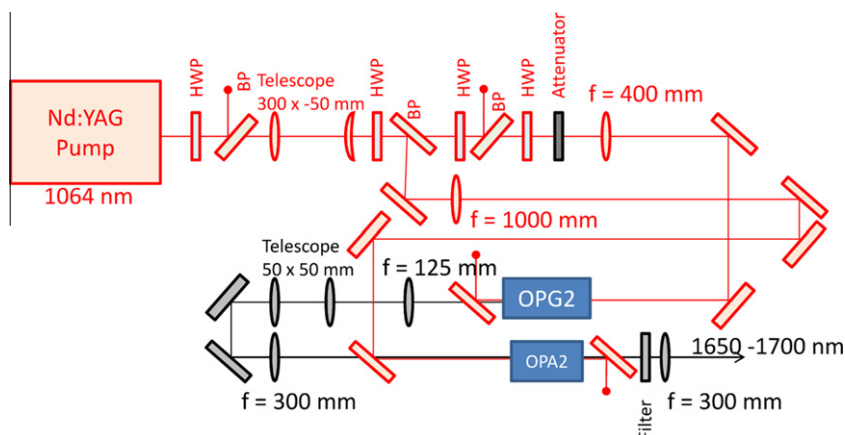 HWP
BP
Telescope
300 x -50 mm
HWP
BP
HWP
BP
HWP
Attenuator
f = 400 mm
Nd:YAG
Pump
1064 nm
f = 1000 mm
Telescope
50 x 50 mm
f = 125 mm
OPG2
OPA2
1650 -1700 nm
f = 300 mm
Filter
f = 300 mm